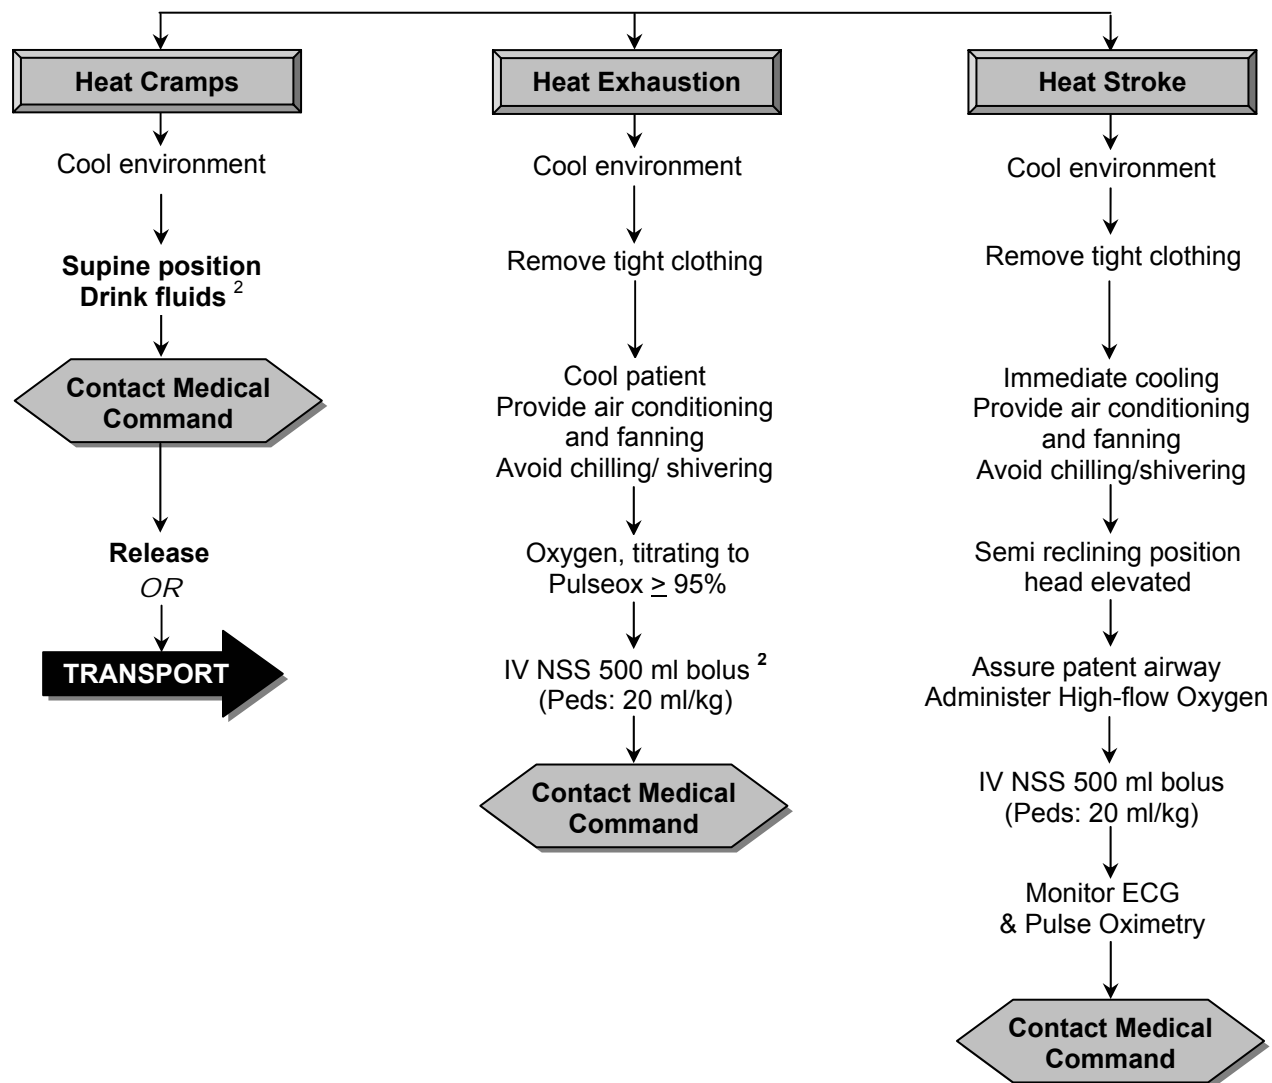 Heat Cramps
Cool environment
Supine position
Drink fluids 2
Contact Medical
Command
Release
OR
TRANSPORT
Heat Exhaustion
Cool environment
Remove tight clothing
Cool patient
Provide air conditioning
and fanning
Avoid chilling/ shivering
Oxygen, titrating to
Pulseox ≥ 95%
IV NSS 500 ml bolus 2
(Peds: 20 ml/kg)
Contact Medical
Command
Heat Stroke
Cool environment
Remove tight clothing
Immediate cooling
Provide air conditioning
and fanning
Avoid chilling/shivering
Semi reclining position
head elevated
Assure patent airway
Administer High-flow Oxygen
IV NSS 500 ml bolus
(Peds: 20 ml/kg)
Monitor ECG
& Pulse Oximetry
Contact Medical
Command